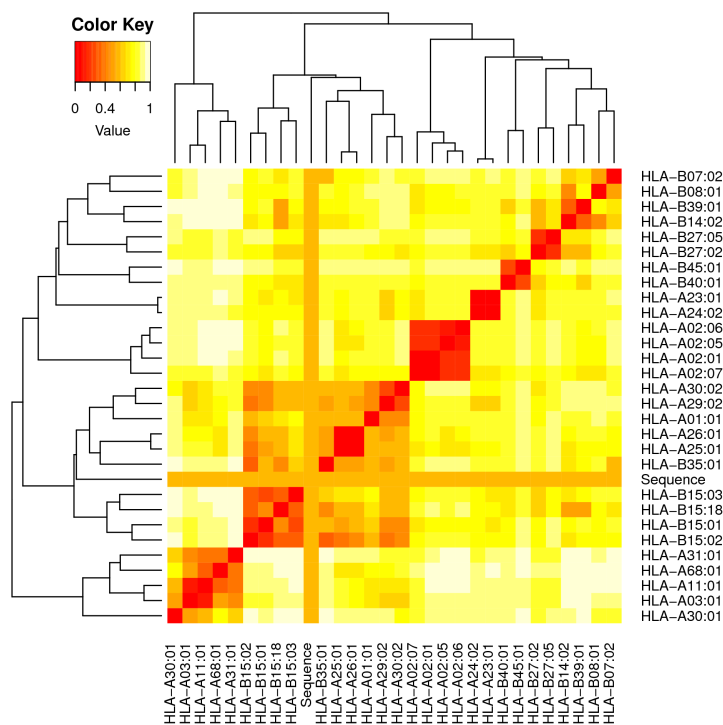 Color Key
0 0.4 1
Value
HLA−B07:02
HLA−B08:01
HLA−B39:01
HLA−B14:02
HLA−B27:05
HLA−B27:02
HLA−B45:01
HLA−B40:01
HLA−A23:01
HLA−A24:02
HLA−A02:06
HLA−A02:05
HLA−A02:01
HLA−A02:07
HLA−A30:02
HLA−A29:02
HLA−A01:01
HLA−A26:01
HLA−A25:01
HLA−B35:01
Sequence
HLA−B15:03
HLA−B15:18
HLA−B15:01
HLA−B15:02
HLA−A31:01
HLA−A68:01
HLA−A11:01
HLA−A03:01
HLA−A30:01
HLA−A30:01
HLA−A03:01
HLA−A11:01
HLA−A68:01
HLA−A31:01
HLA−B15:02
HLA−B15:01
HLA−B15:18
HLA−B15:03
Sequence
HLA−B35:01
HLA−A25:01
HLA−A26:01
HLA−A01:01
HLA−A29:02
HLA−A30:02
HLA−A02:07
HLA−A02:01
HLA−A02:05
HLA−A02:06
HLA−A24:02
HLA−A23:01
HLA−B40:01
HLA−B45:01
HLA−B27:02
HLA−B27:05
HLA−B14:02
HLA−B39:01
HLA−B08:01
HLA−B07:02